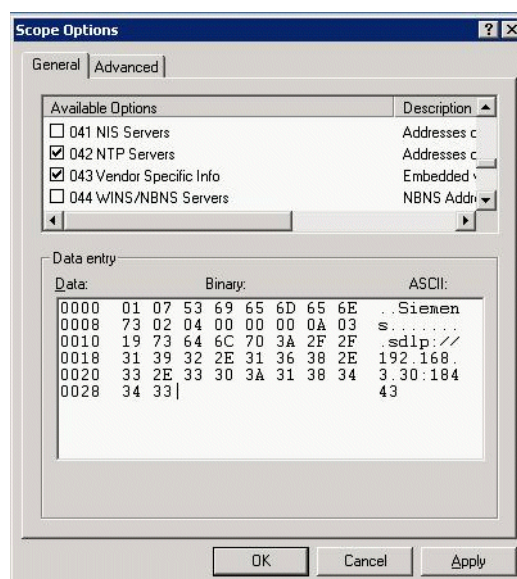 Scope Options
General Advanced
Available Options Description
041 NIS Servers Addresses c
042 NTP Servers Addresses c
043 Vendor Specific Info Embedded v
044 WINS/NBNS Servers NBNS Addr
Data entry
Data: Binary: ASCII:
0000 01 07 53 69 65 6D 65 6E ..Siemen
0008 73 02 04 00 00 00 0A 03 s.......
0010 19 73 64 6C 70 3A 2F 2F .sdlp://
0018 31 39 32 2E 31 36 38 2E 192.168.
0020 33 2E 33 30 3A 31 38 34 3.30:184
0028 34 33 43
OK Cancel Apply